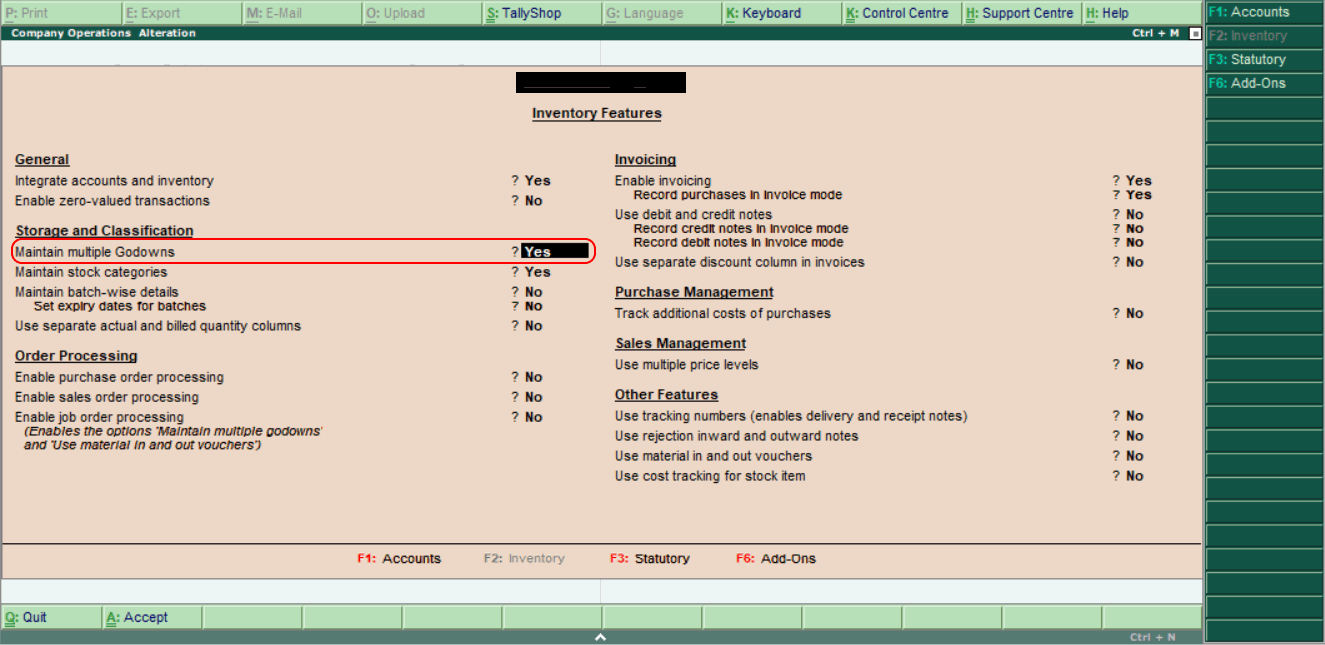 P: Print E: Export M: E-Mail O: Upload S: TallyShop G: Language K: Keyboard K: Control Centre H: Support Centre H: Help F1: Accounts
Company Operations Alteration Ctrl + M F2: Inventory
F3: Statutory
F6: Add-Ons
Inventory Features
General
Integrate accounts and inventory ? Yes
Enable zero-valued transactions ? No
Storage and Classification
Maintain multiple Godowns ? Yes
Maintain stock categories ? Yes
Maintain batch-wise details ? No
Set expiry dates for batches ? No
Use separate actual and billed quantity columns ? No
Order Processing
Enable purchase order processing ? No
Enable sales order processing ? No
Enable job order processing ? No
(Enables the options 'Maintain multiple godowns'
and 'Use material in and out vouchers')
Invoicing
Enable invoicing ? Yes
Record purchases in invoice mode ? Yes
Use debit and credit notes ? No
Record credit notes in invoice mode ? No
Record debit notes in invoice mode ? No
Use separate discount column in invoices ? No
Purchase Management
Track additional costs of purchases ? No
Sales Management
Use multiple price levels ? No
Other Features
Use tracking numbers (enables delivery and receipt notes) ? No
Use rejection inward and outward notes ? No
Use material in and out vouchers ? No
Use cost tracking for stock item ? No
F1: Accounts F2: Inventory F3: Statutory F6: Add-Ons
Q: Quit A: Accept
Ctrl + N